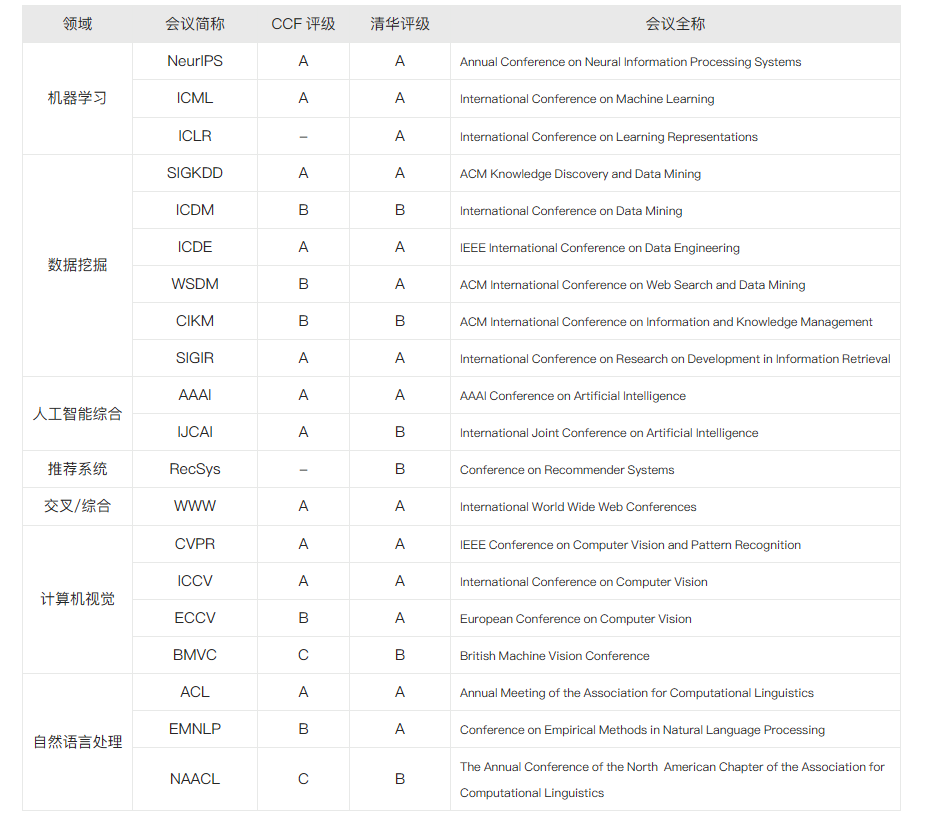 领域 会议简称 CCF 评级 清华评级 会议全称
机器学习 NeurIPS A A Annual Conference on Neural Information Processing Systems
ICML A A International Conference on Machine Learning
ICLR – A International Conference on Learning Representations
数据挖掘 SIGKDD A A ACM Knowledge Discovery and Data Mining
ICDM B B International Conference on Data Mining
ICDE A A IEEE International Conference on Data Engineering
WSDM B A ACM International Conference on Web Search and Data Mining
CIKM B B ACM International Conference on Information and Knowledge Management
SIGIR A A International Conference on Research on Development in Information Retrieval
人工智能综合 AAAI A A AAAI Conference on Artificial Intelligence
IJCAI A B International Joint Conference on Artificial Intelligence
推荐系统 RecSys – B Conference on Recommender Systems
交叉/综合 WWW A A International World Wide Web Conferences
计算机视觉 CVPR A A IEEE Conference on Computer Vision and Pattern Recognition
ICCV A A International Conference on Computer Vision
ECCV B A European Conference on Computer Vision
BMVC C B British Machine Vision Conference
自然语言处理 ACL A A Annual Meeting of the Association for Computational Linguistics
EMNLP B A Conference on Empirical Methods in Natural Language Processing
NAACL C B The Annual Conference of the North American Chapter of the Association for
Computational Linguistics